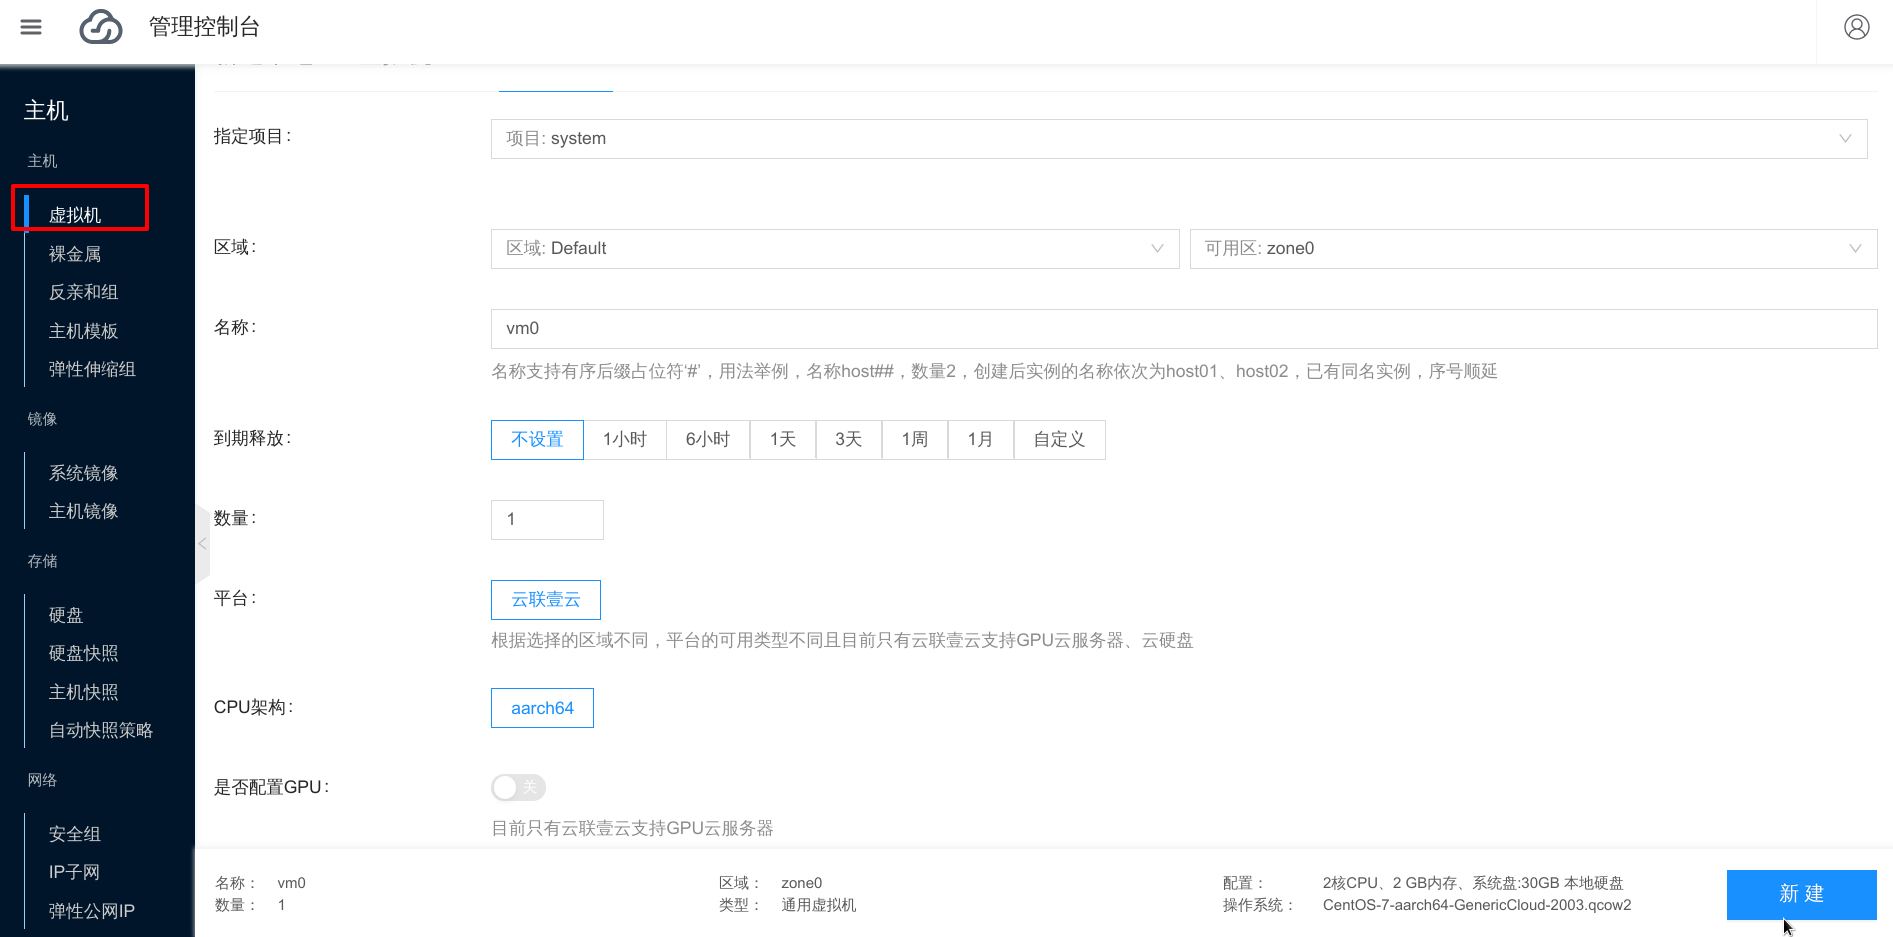 管理控制台
主机
主机
虚拟机
裸金属
反亲和组
主机模板
弹性伸缩组
镜像
系统镜像
主机镜像
存储
硬盘
硬盘快照
主机快照
自动快照策略
网络
安全组
IP子网
弹性公网IP
指定项目:
项目: system
区域:
区域: Default
可用区: zone0
名称:
vm0
名称支持有序后缀占位符‘#’，用法举例，名称host##，数量2，创建后实例的名称依次为host01、host02，已有同名实例，序号顺延
到期释放:
不设置 1小时 6小时 1天 3天 1周 1月 自定义
数量:
1
平台:
云联壹云
根据选择的区域不同，平台的可用类型不同且目前只有云联壹云支持GPU云服务器、云硬盘
CPU架构:
aarch64
是否配置GPU:
关
目前只有云联壹云支持GPU云服务器
名称： vm0
数量： 1
区域： zone0
类型： 通用虚拟机
配置： 2核CPU、2 GB内存、系统盘:30GB 本地硬盘
操作系统： CentOS-7-aarch64-GenericCloud-2003.qcow2
新 建